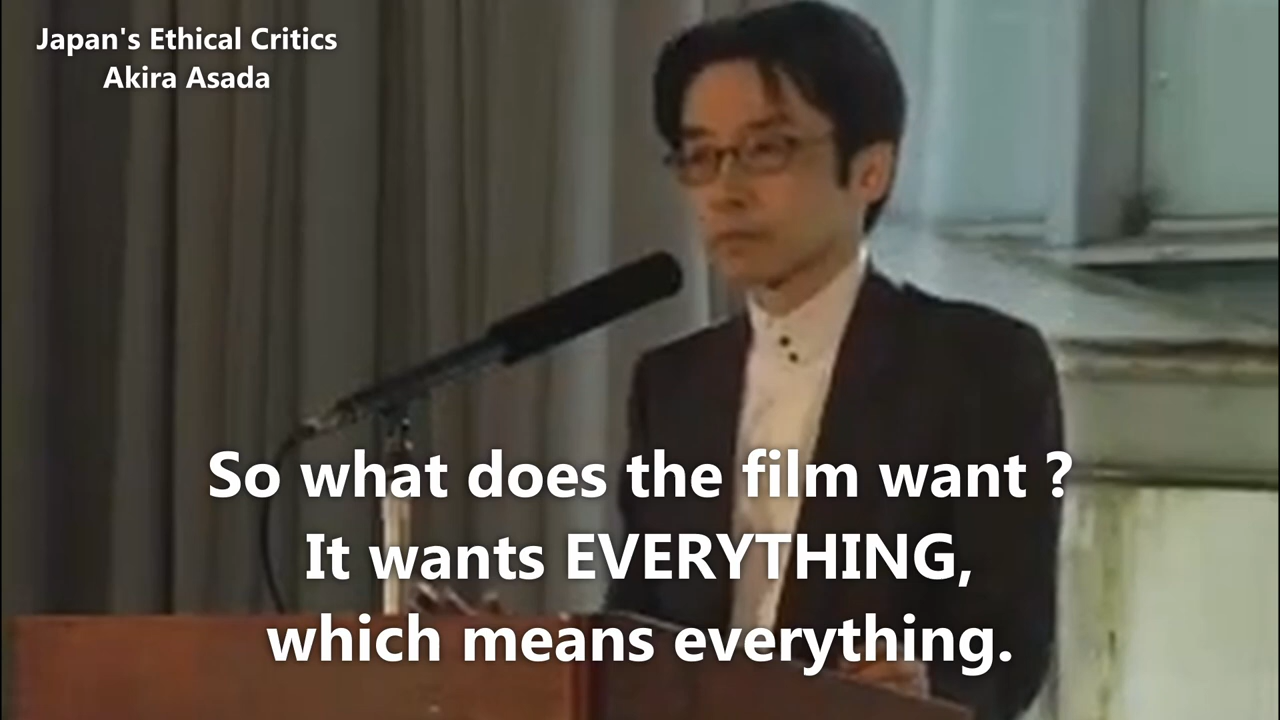 Japan's Ethical Critics
Akira Asada
So what does the film want ?
It wants EVERYTHING,
which means everything.